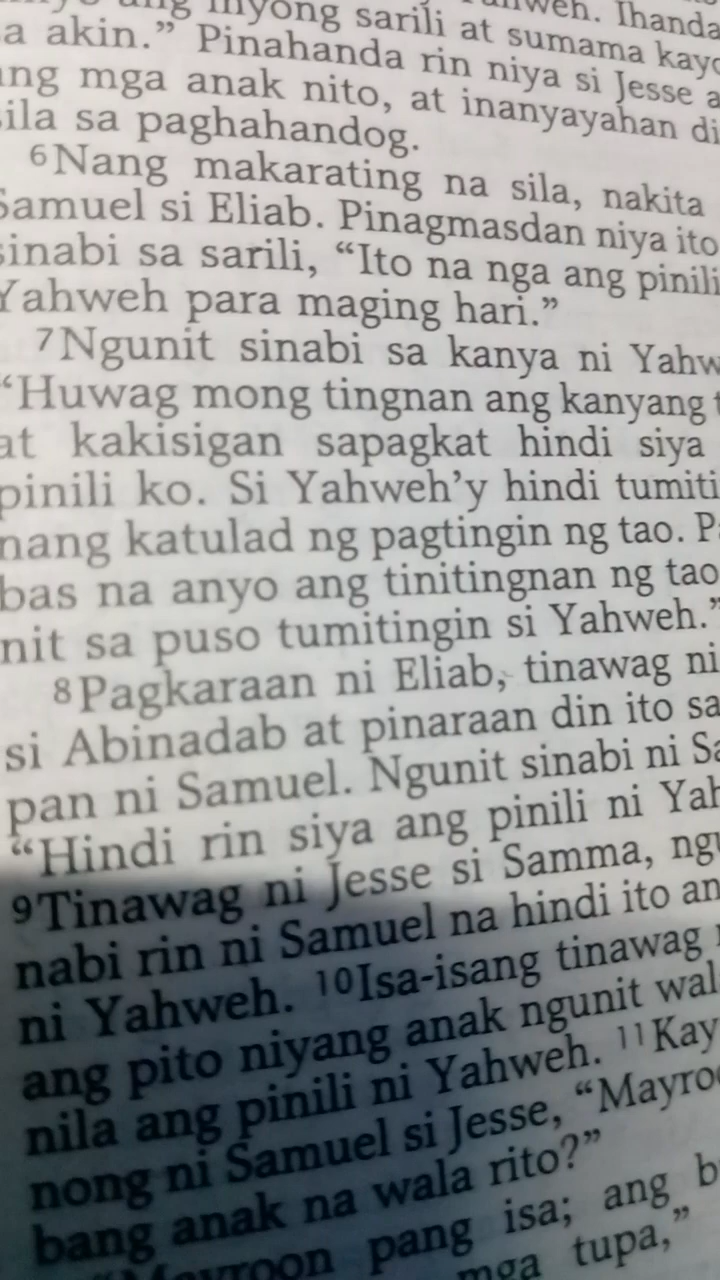 inyong sarili at sumama kayo
a akin.” Pinahanda rin niya si Jesse
ng mga anak nito, at inanyayahan
sila sa paghahandog.
6Nang makarating na sila, nakita
Samuel si Eliab. Pinagmasdan niya ito
sinabi sa sarili, “Ito na nga ang pinili
Yahweh para maging hari.”
7Ngunit sinabi sa kanya ni Yahw
“Huwag mong tingnan ang kanyang
at kakisigan sapagkat hindi siya
pinili ko. Si Yahweh’y hindi tumiti
nang katulad ng pagtingin ng tao.
bas na anyo ang tinitingnan ng tao
nit sa puso tumitingin si Yahweh.”
8Pagkaraan ni Eliab, tinawag ni
si Abinadab at pinaraan din ito sa
pan ni Samuel. Ngunit sinabi ni Sa
“Hindi rin siya ang pinili ni Yah
9Tinawag ni Jesse si Samma, ngu
nabi rin ni Samuel na hindi ito an
ni Yahweh. 10Isa-isang tinawag
ang pito niyang anak ngunit wal
nila ang pinili ni Yahweh. 11Kay
nong ni Samuel si Jesse, “Mayroo
bang anak na wala rito?”
“Mayroon pang isa; ang
mga tupa,”